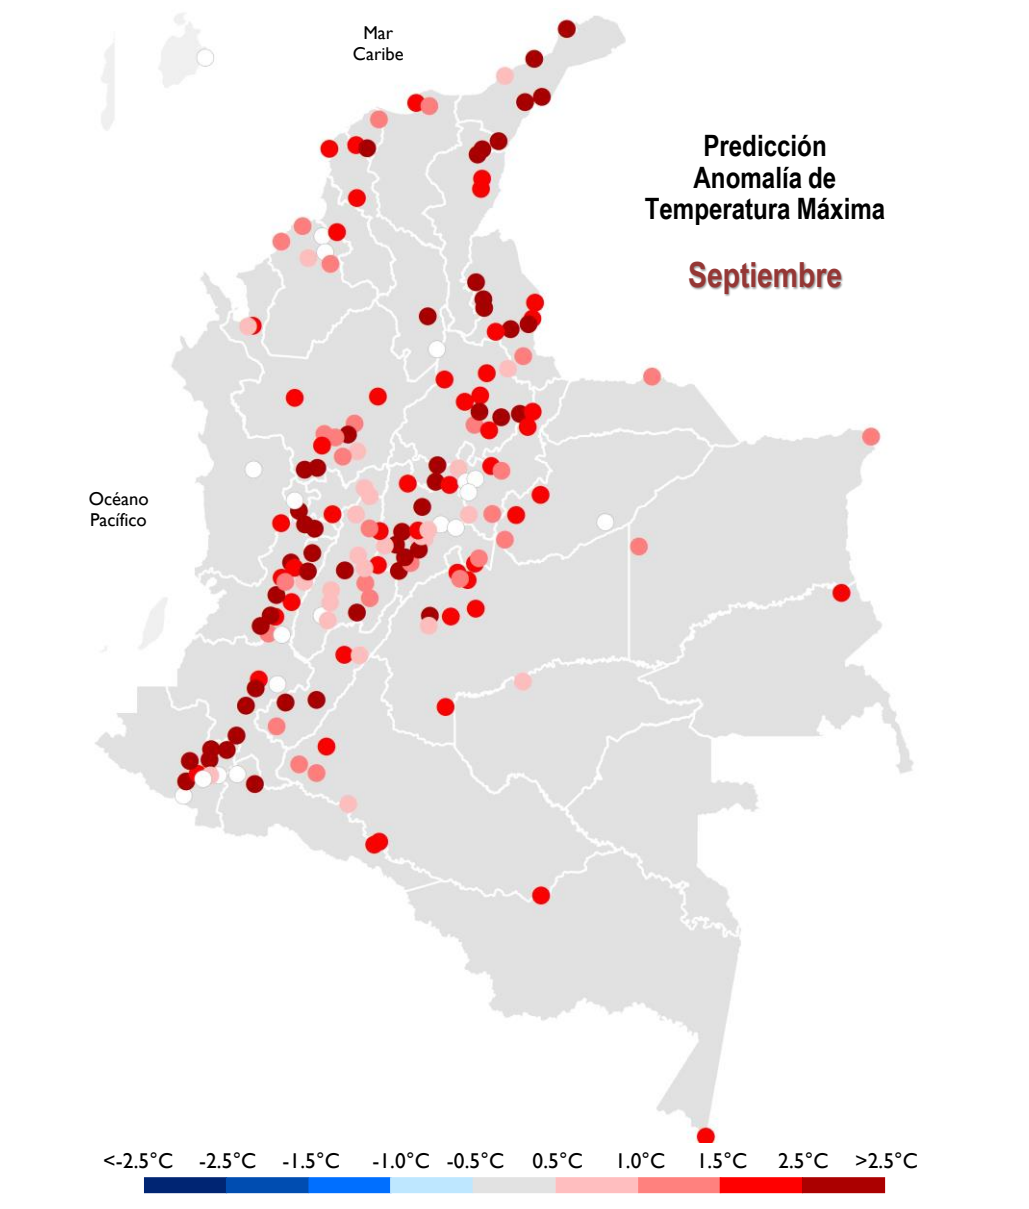 Mar
Caribe
Predicción
Anomalía de
Temperatura Máxima
Septiembre
Océano
Pacífico
<-2.5°C -2.5°C -1.5°C -1.0°C -0.5°C 0.5°C 1.0°C 1.5°C 2.5°C >2.5°C